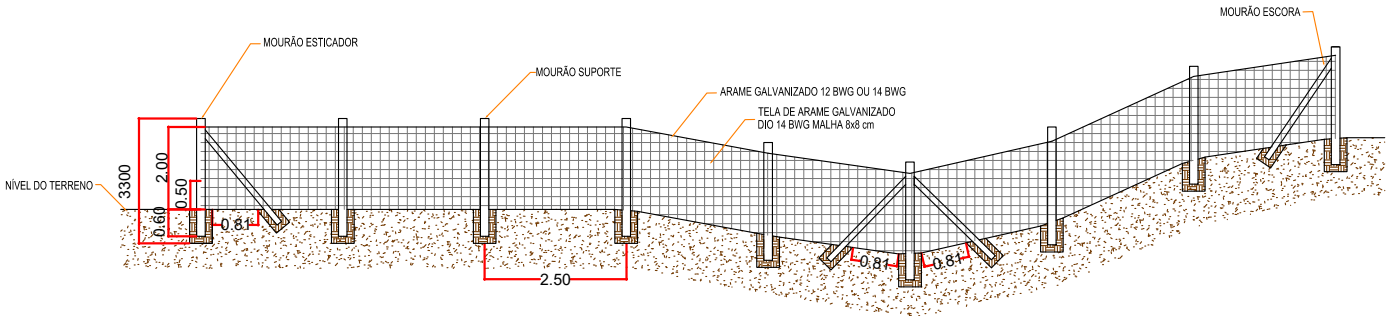 MOURÃO ESCORA
MOURÃO ESTICADOR
MOURÃO SUPORTE
ARAME GALVANIZADO 12 BWG OU 14 BWG
TELA DE ARAME GALVANIZADO
DIO 14 BWG MALHA 8x8 cm
NÍVEL DO TERRENO
3300
2.00
0.50
0.60
0.81
2.50
0.81
0.81